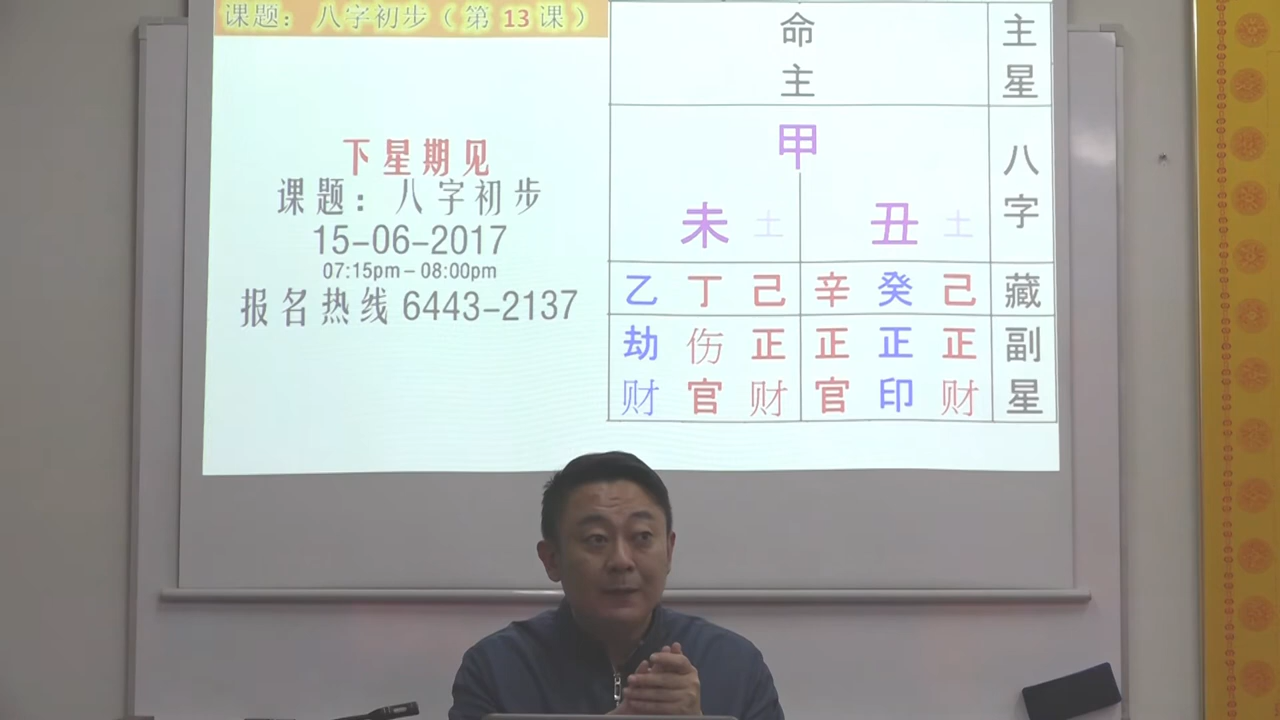 课题： 八字初步（第 13 课）
下星期见
课题： 八字初步
15-06-2017
07:15pm – 08:00pm
报名热线 6443-2137
命主 主星
甲 八字
未 土 丑 土
乙 丁 己 辛 癸 己 藏
劫财 伤官 正财 正官 正印 正财 副星